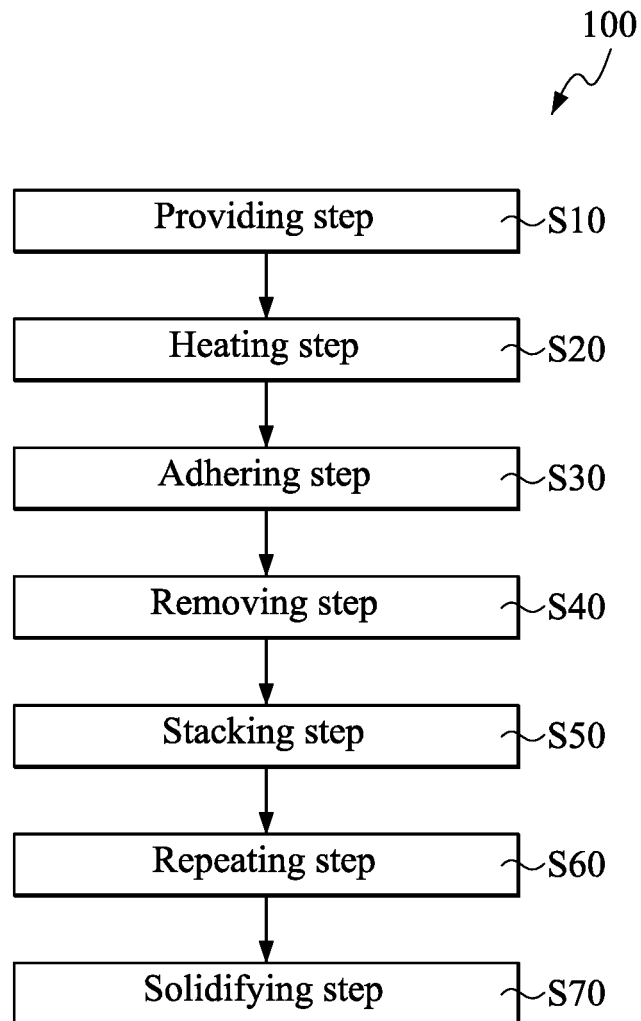 100
Providing step S10
Heating step S20
Adhering step S30
Removing step S40
Stacking step S50
Repeating step S60
Solidifying step S70